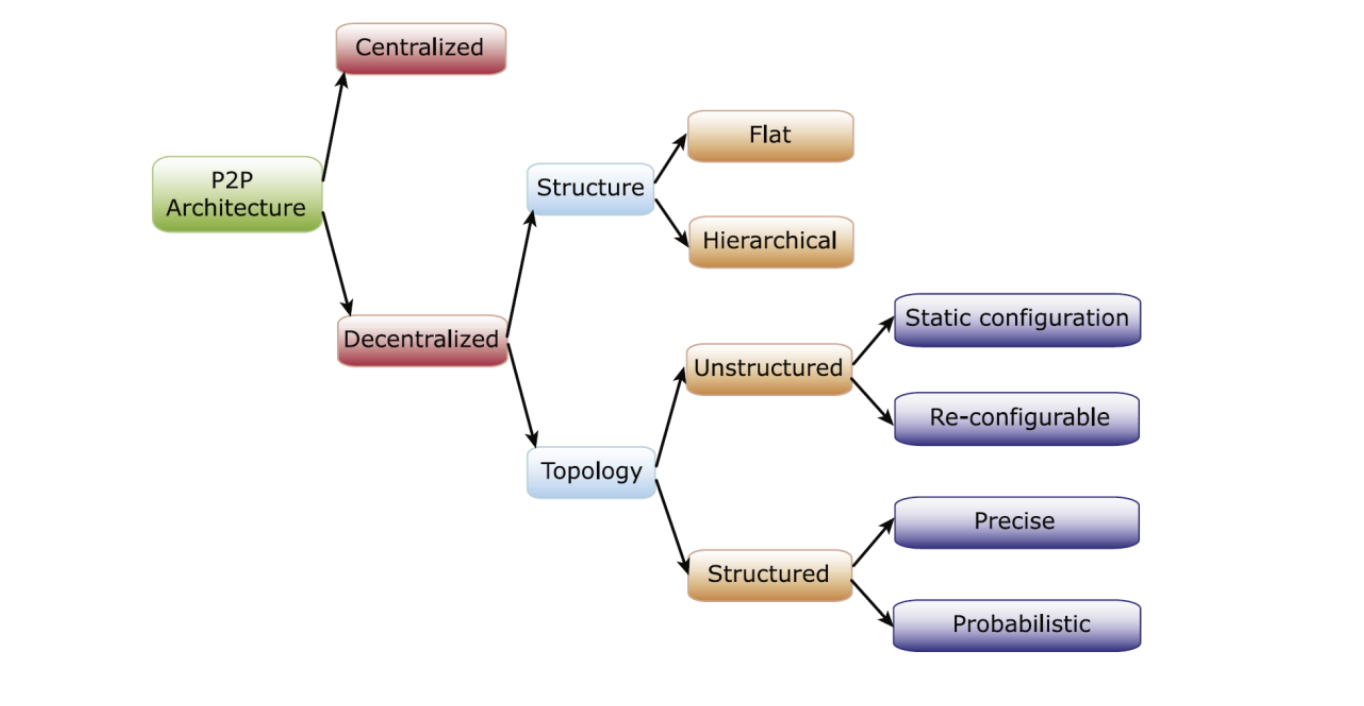 Centralized
P2P
Architecture
Flat
Structure
Hierarchical
Decentralized
Static configuration
Unstructured
Re-configurable
Topology
Precise
Structured
Probabilistic